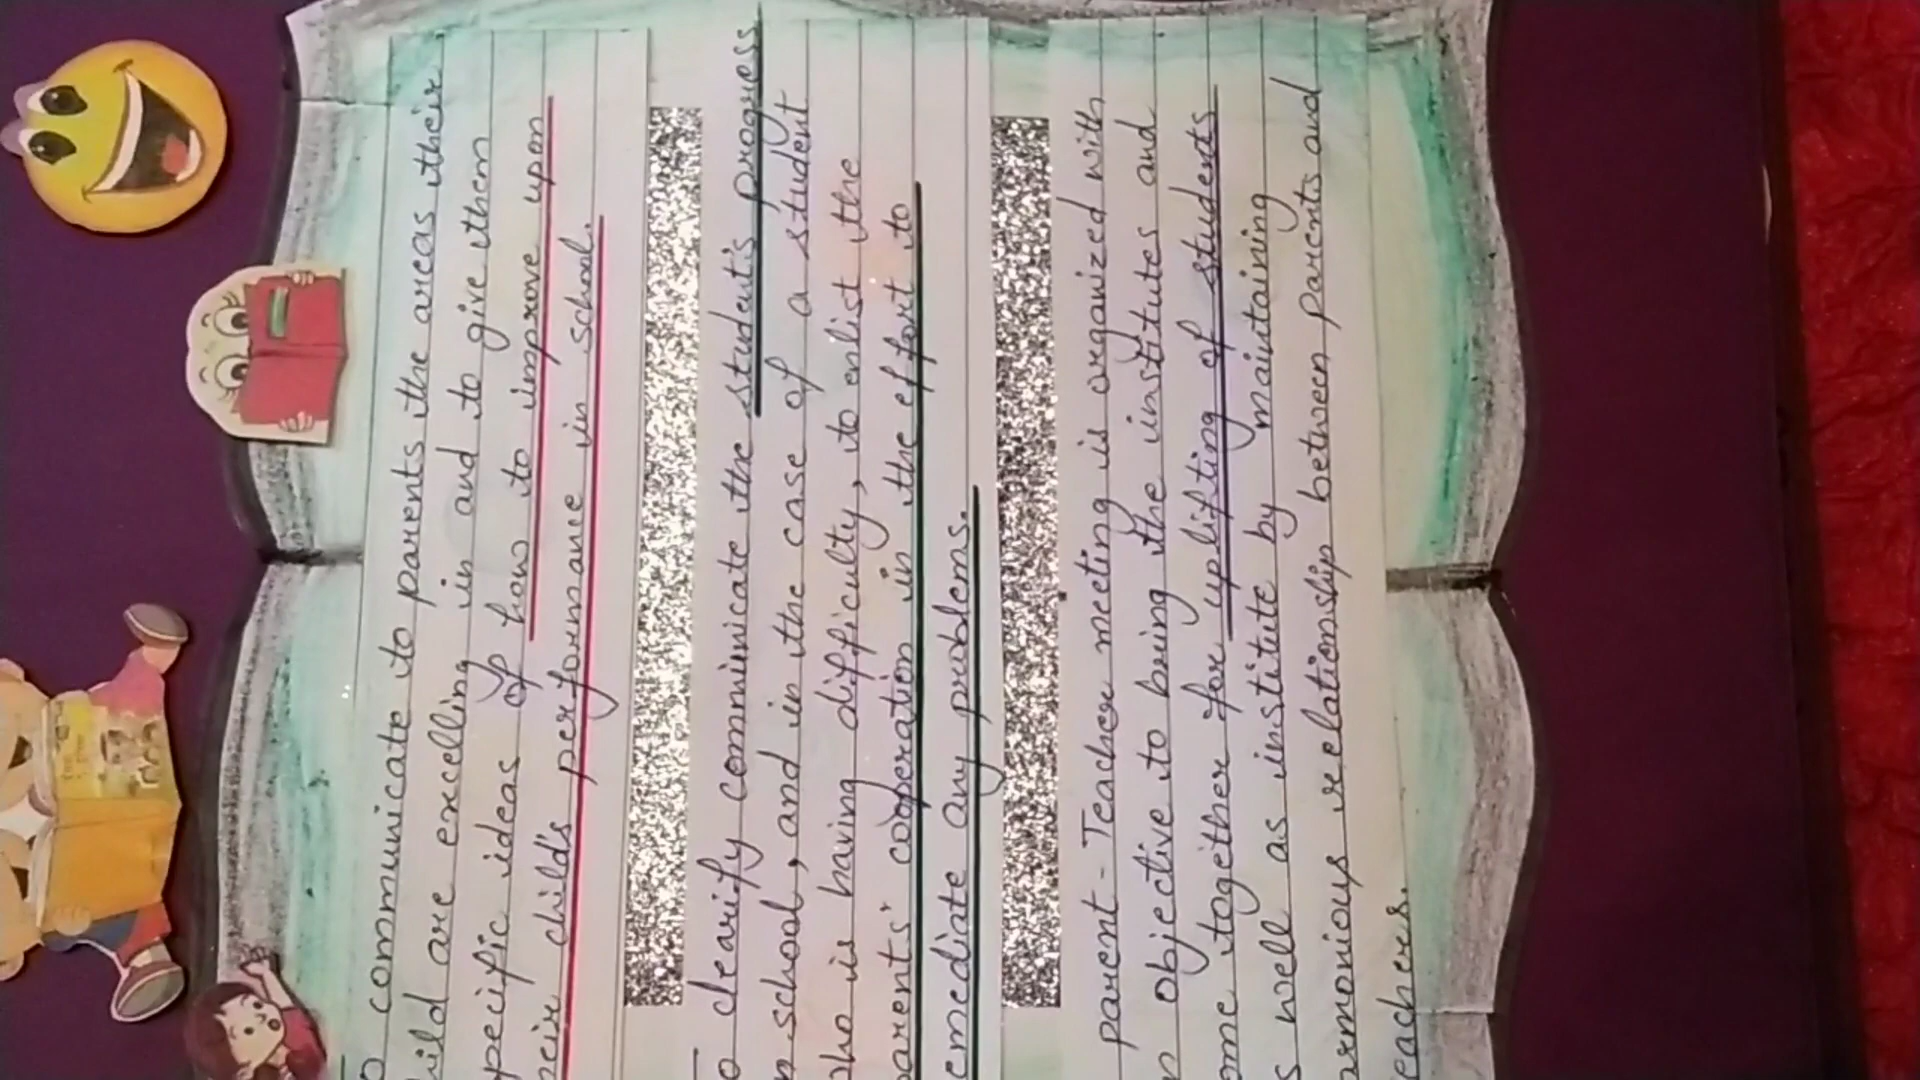 o communicate to parents the areas their
hild are excelling in and to give them
pecific ideas of how to improve upon
heir child's performance in school.
o clearify communicate the student's progress
n school, and in the case of a student
who is having difficulty, to enlist the
parents' cooperation in the effort to
emediate any problems.
parent-Teacher meeting is organized with
n objective to bring the institutes and
ome together for uplifting of students
s well as institute by maintaining
armonious relationship between parents and
eachers.